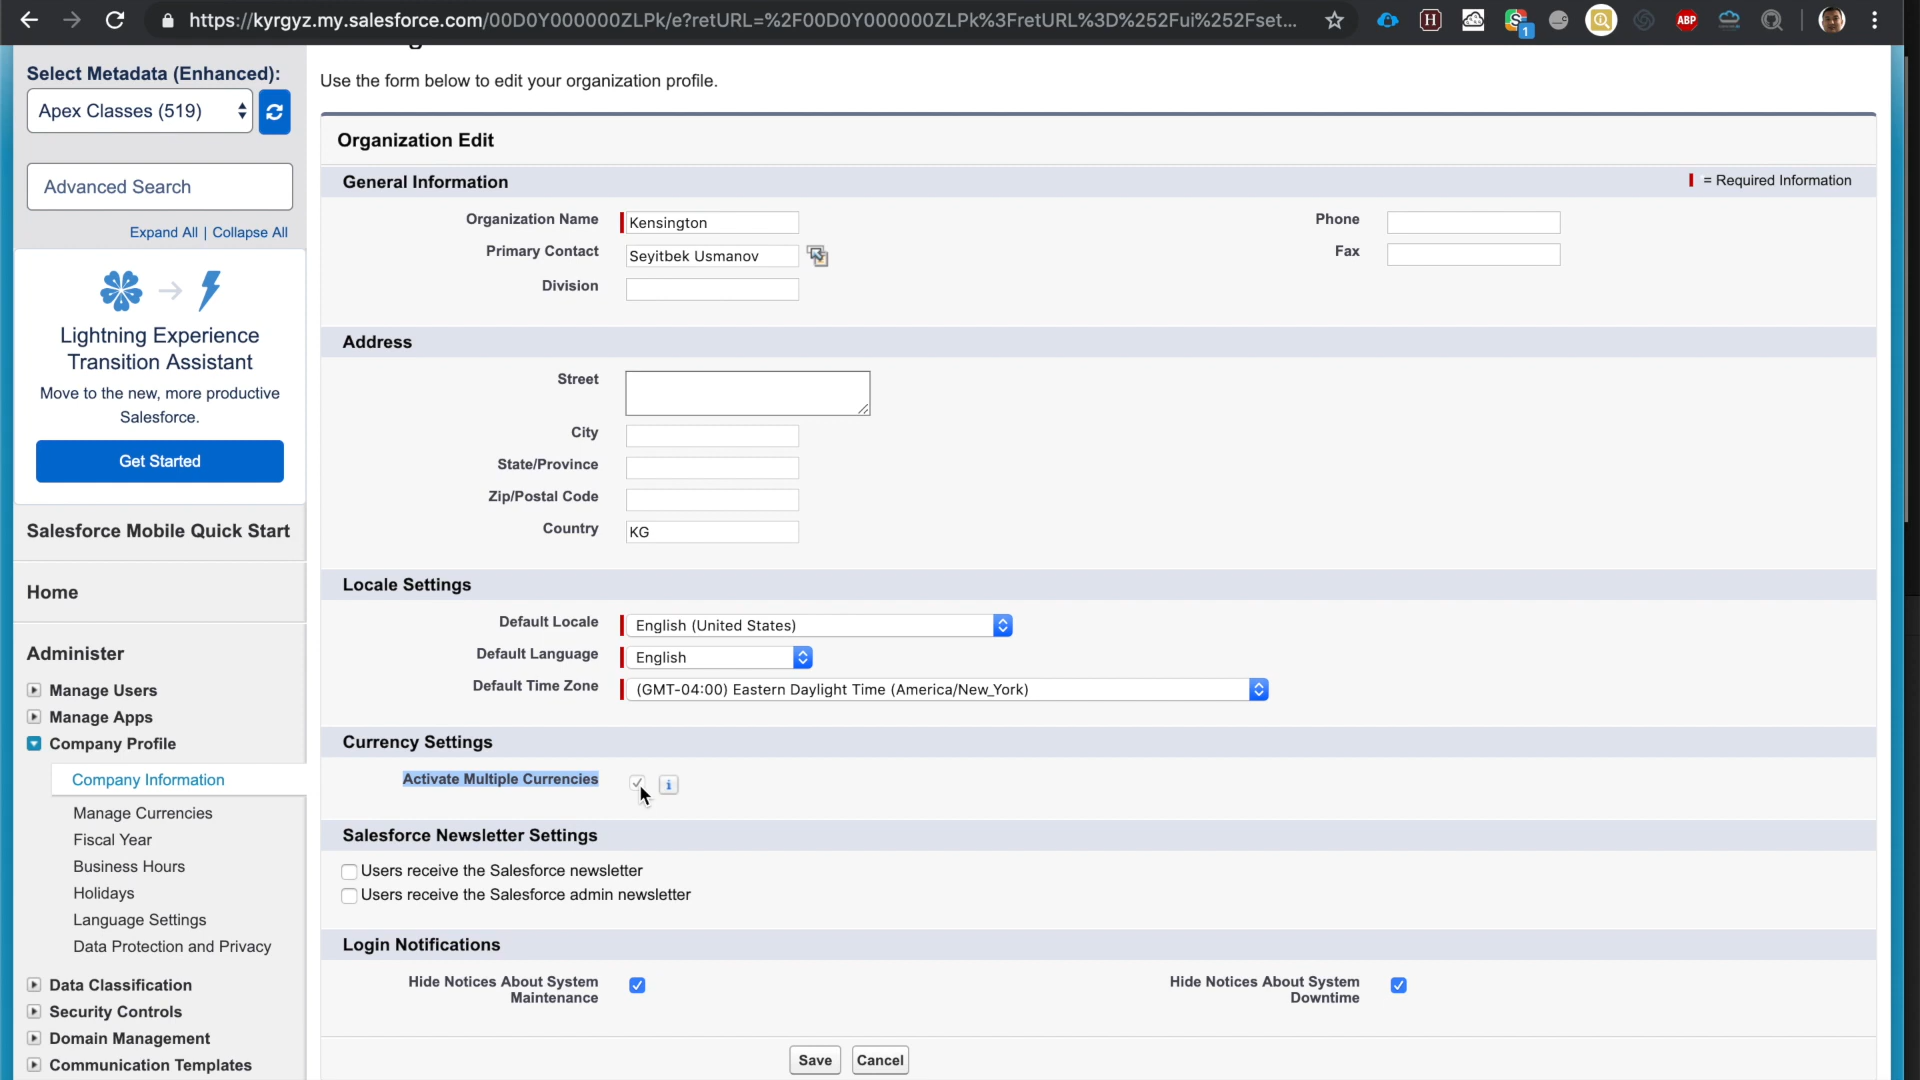 https://kyrgyz.my.salesforce.com/00D0Y000000ZLPk/e?retURL=%2F00D0Y000000ZLPk%3FretURL%3D%252Fui%252Fset...
H
1
ABP
Select Metadata (Enhanced):
Apex Classes (519)
Advanced Search
Expand All | Collapse All
Lightning Experience
Transition Assistant
Move to the new, more productive
Salesforce.
Get Started
Salesforce Mobile Quick Start
Home
Administer
Manage Users
Manage Apps
Company Profile
Company Information
Manage Currencies
Fiscal Year
Business Hours
Holidays
Language Settings
Data Protection and Privacy
Data Classification
Security Controls
Domain Management
Communication Templates
Use the form below to edit your organization profile.
Organization Edit
General Information
= Required Information
Organization Name Kensington
Phone
Primary Contact Seyitbek Usmanov
Fax
Division
Address
Street
City
State/Province
Zip/Postal Code
Country KG
Locale Settings
Default Locale English (United States)
Default Language English
Default Time Zone (GMT-04:00) Eastern Daylight Time (America/New_York)
Currency Settings
Activate Multiple Currencies i
Salesforce Newsletter Settings
Users receive the Salesforce newsletter
Users receive the Salesforce admin newsletter
Login Notifications
Hide Notices About System
Maintenance
Hide Notices About System
Downtime
Save Cancel